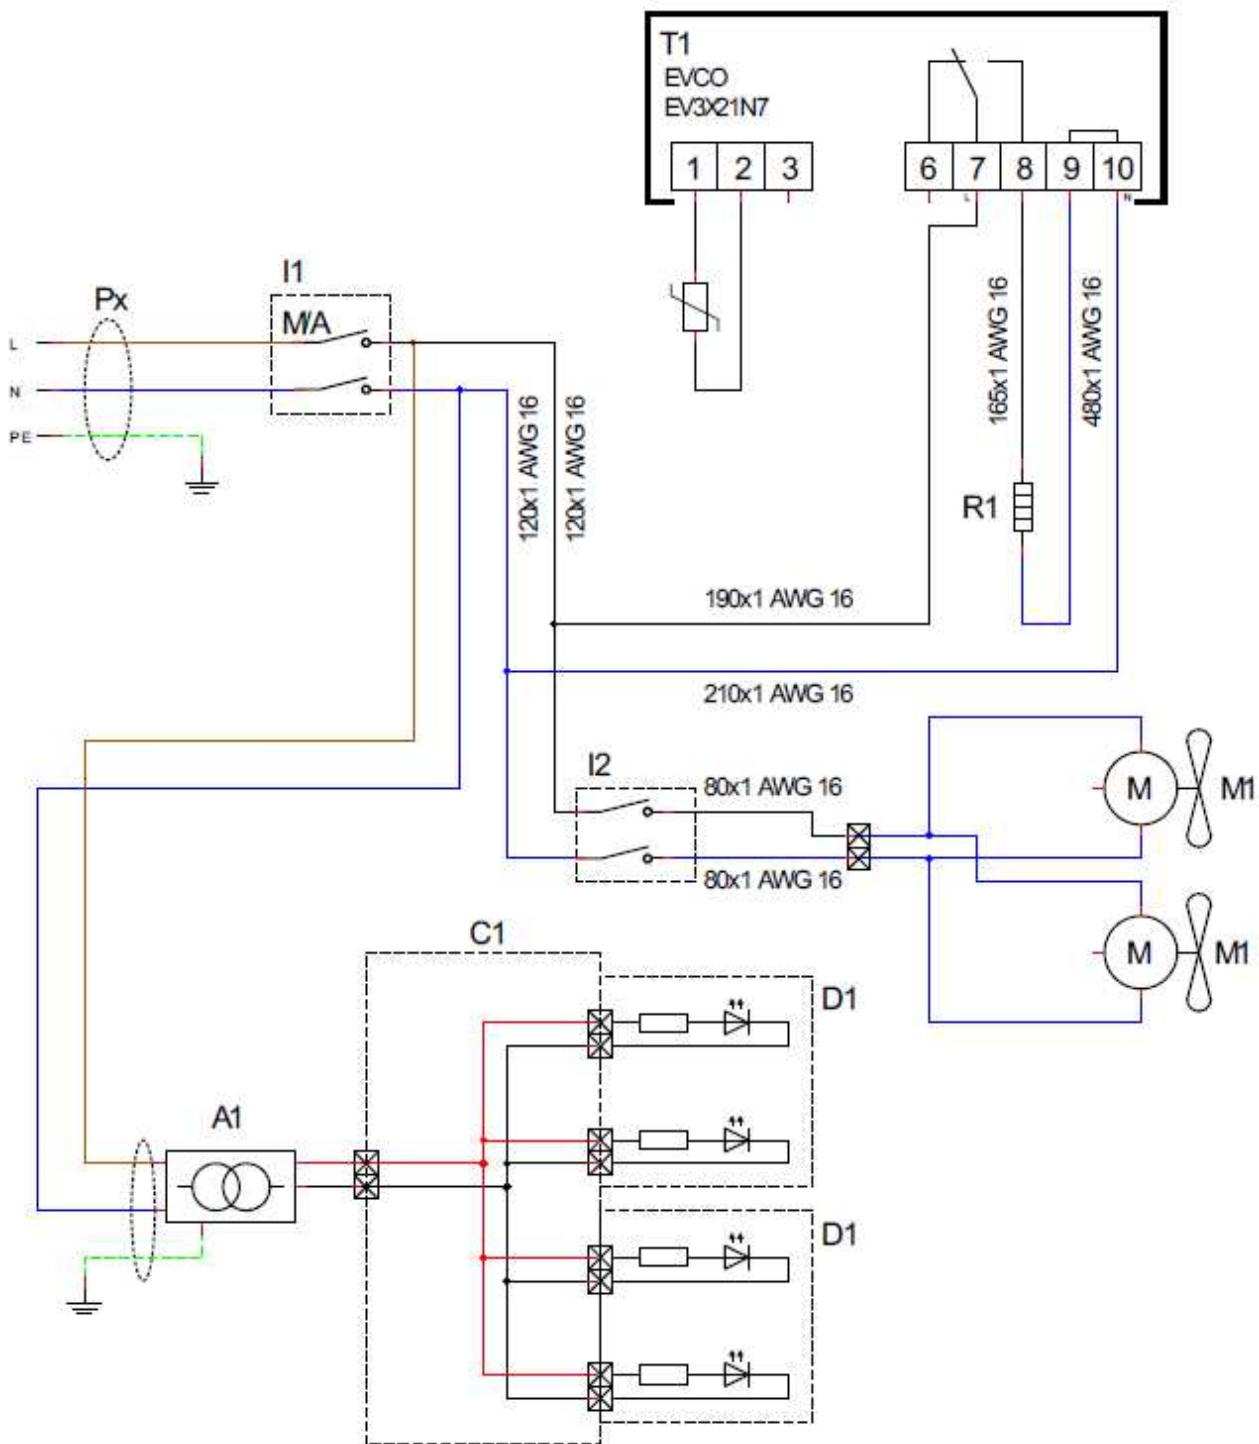 T1
EVCO
EV3X21N7
1 2 3
6 7 8 9 10
L
N
I1
M/A
Px
L
N
PE
120x1 AWG 16
120x1 AWG 16
165x1 AWG 16
480x1 AWG 16
R1
190x1 AWG 16
210x1 AWG 16
I2
80x1 AWG 16
80x1 AWG 16
M
M1
M
M1
C1
D1
D1
A1